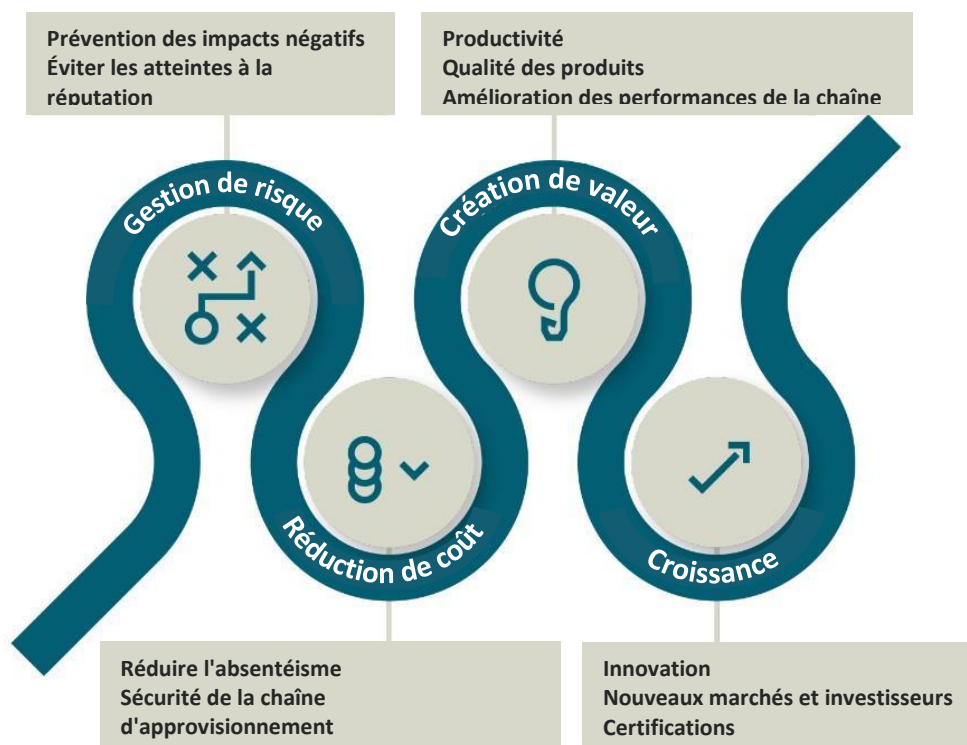 Prévention des impacts négatifs
Éviter les atteintes à la
réputation
Productivité
Qualité des produits
Amélioration des performances de la chaîne
Gestion de risque
Création de valeur
Réduction de coût
Croissance
Réduire l'absentéisme
Sécurité de la chaîne
d'approvisionnement
Innovation
Nouveaux marchés et investisseurs
Certifications